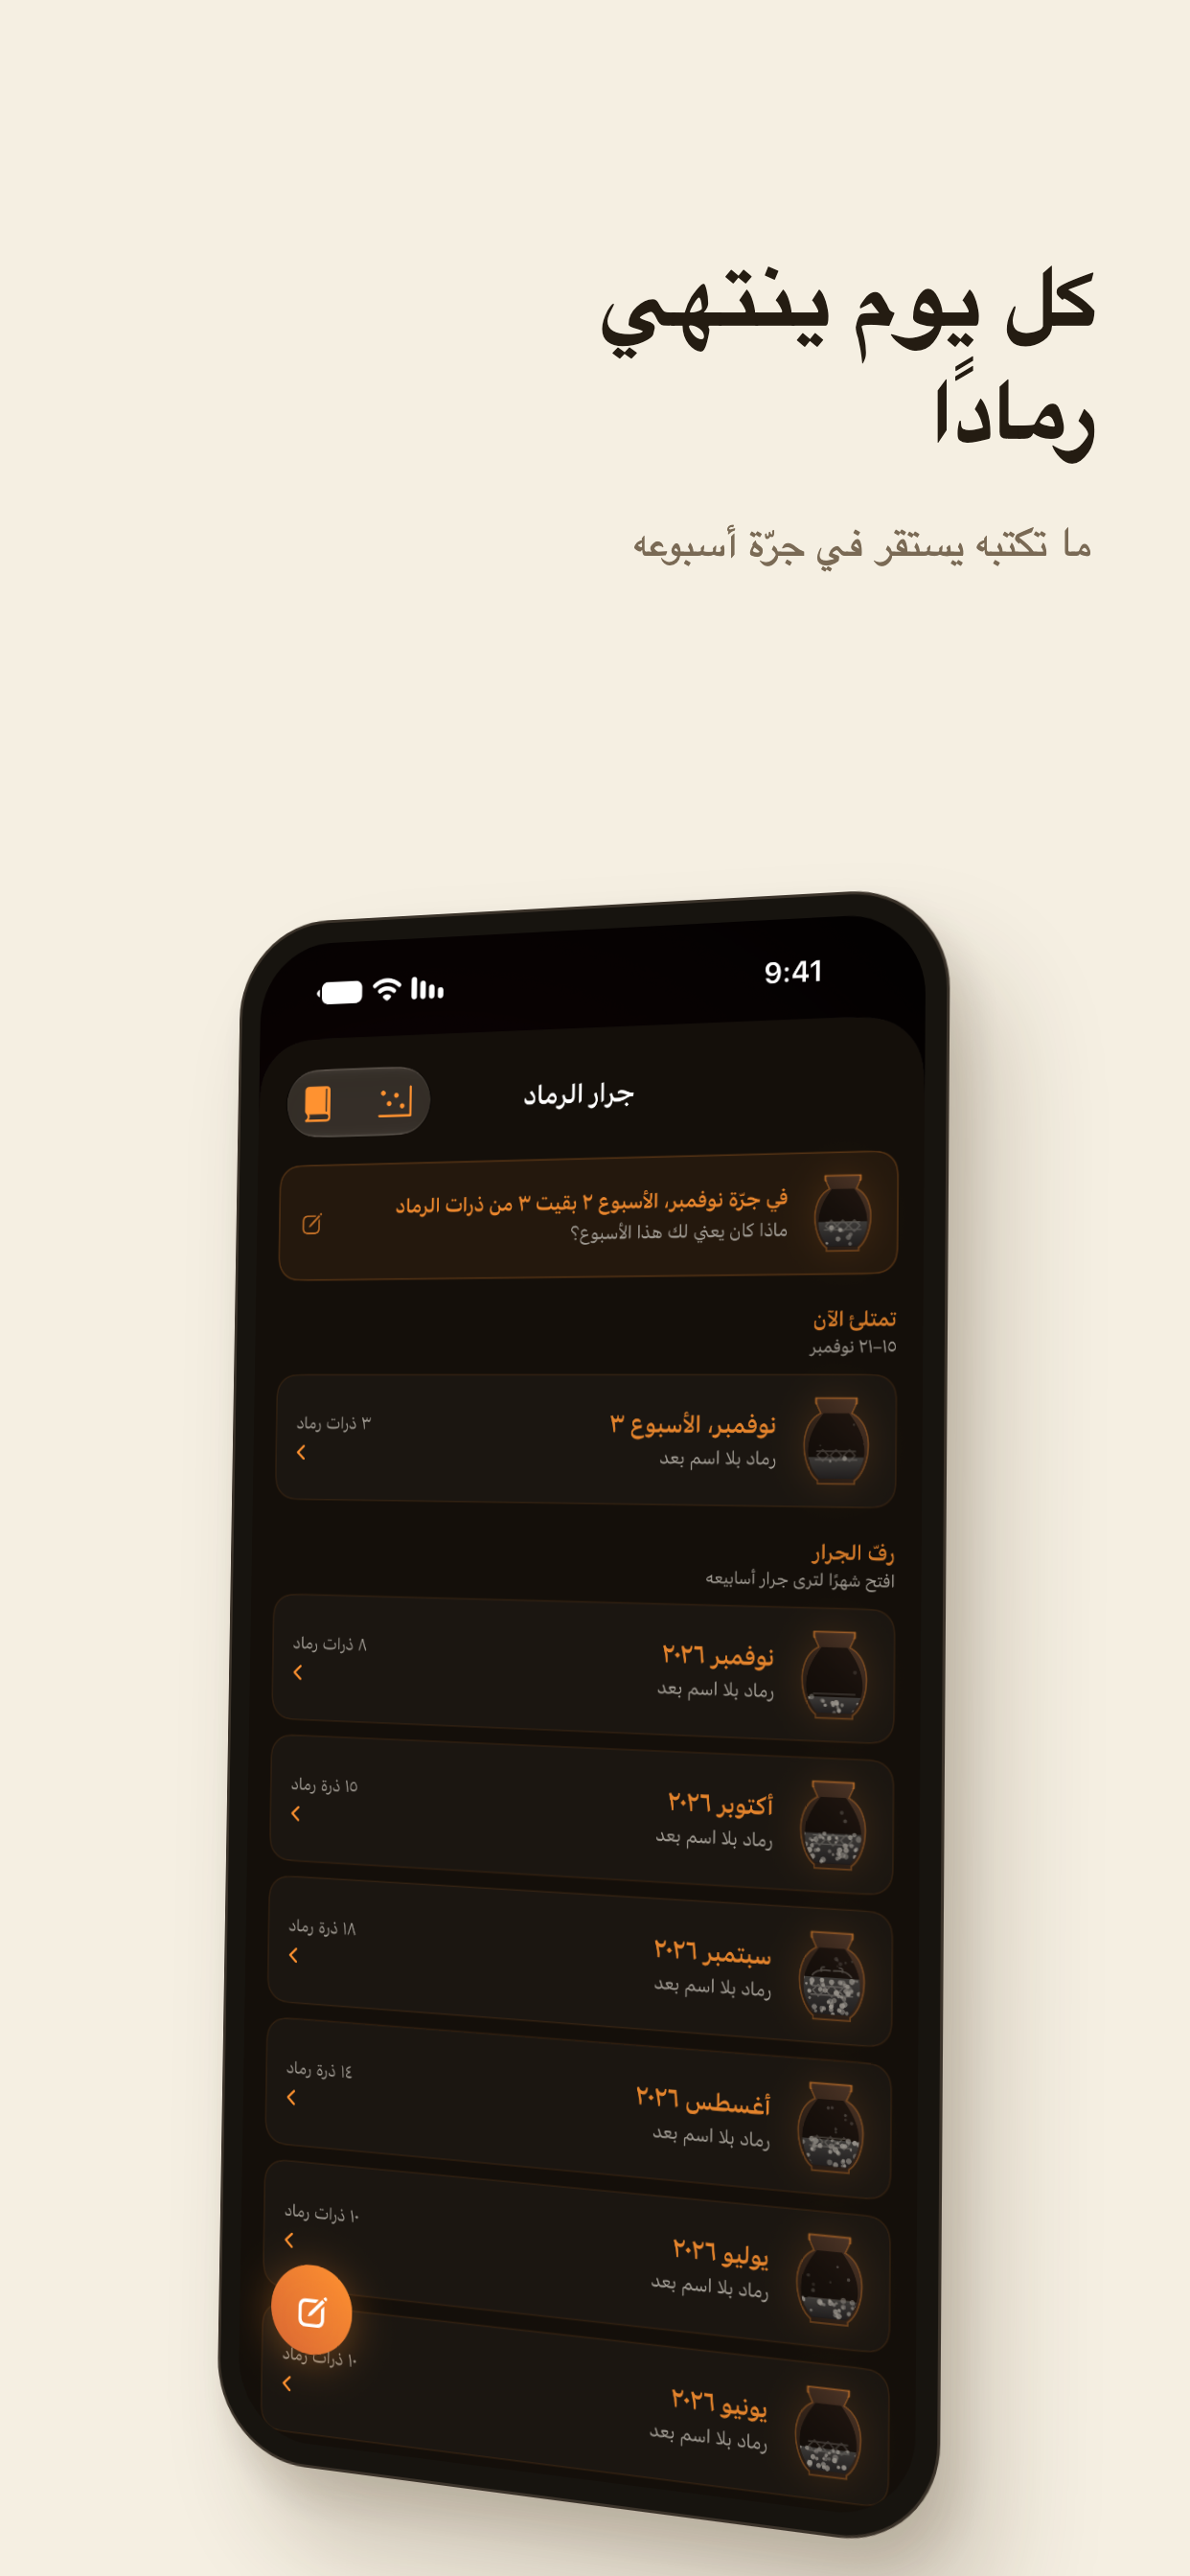 كل يوم ينتهي
رمادًا
ما تكتبه يستقر في جرّة أسبوعه
9:41
جرار الرماد
في جرّة نوفمبر، الأسبوع ٢ بقيت ٣ من ذرات الرماد
ماذا كان يعني لك هذا الأسبوع؟
تمتلئ الآن
١٥–٢١ نوفمبر
نوفمبر، الأسبوع ٣
رماد بلا اسم بعد
٣ ذرات رماد
رفّ الجرار
افتح شهرًا لترى جرار أسابيعه
نوفمبر ٢٠٢٦
رماد بلا اسم بعد
٨ ذرات رماد
أكتوبر ٢٠٢٦
رماد بلا اسم بعد
١٥ ذرة رماد
سبتمبر ٢٠٢٦
رماد بلا اسم بعد
١٨ ذرة رماد
أغسطس ٢٠٢٦
رماد بلا اسم بعد
١٤ ذرة رماد
يوليو ٢٠٢٦
رماد بلا اسم بعد
١٠ ذرات رماد
يونيو ٢٠٢٦
رماد بلا اسم بعد
١٠ ذرات رماد